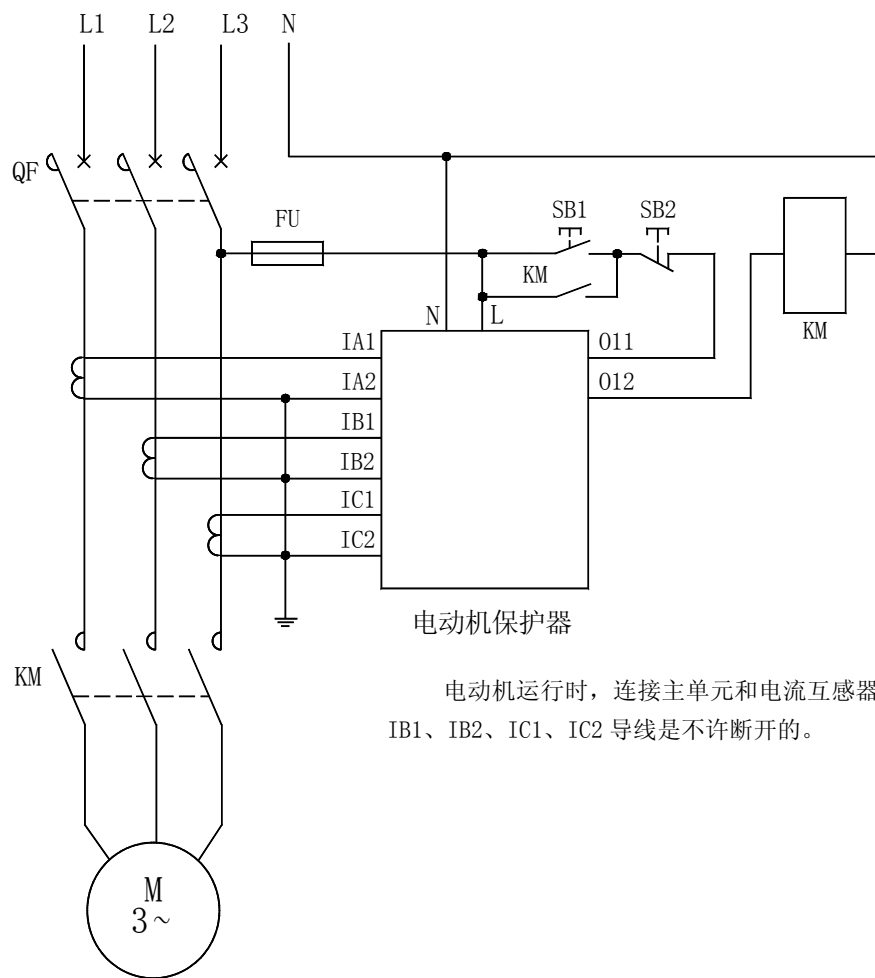 L1 L2 L3 N
QF
FU
SB1 SB2
KM
KM
N L
IA1
IA2
IB1
IB2
IC1
IC2
O11
O12
电动机保护器
KM
电动机运行时，连接主单元和电流互感器
IB1、IB2、IC1、IC2 导线是不许断开的。
M
3~